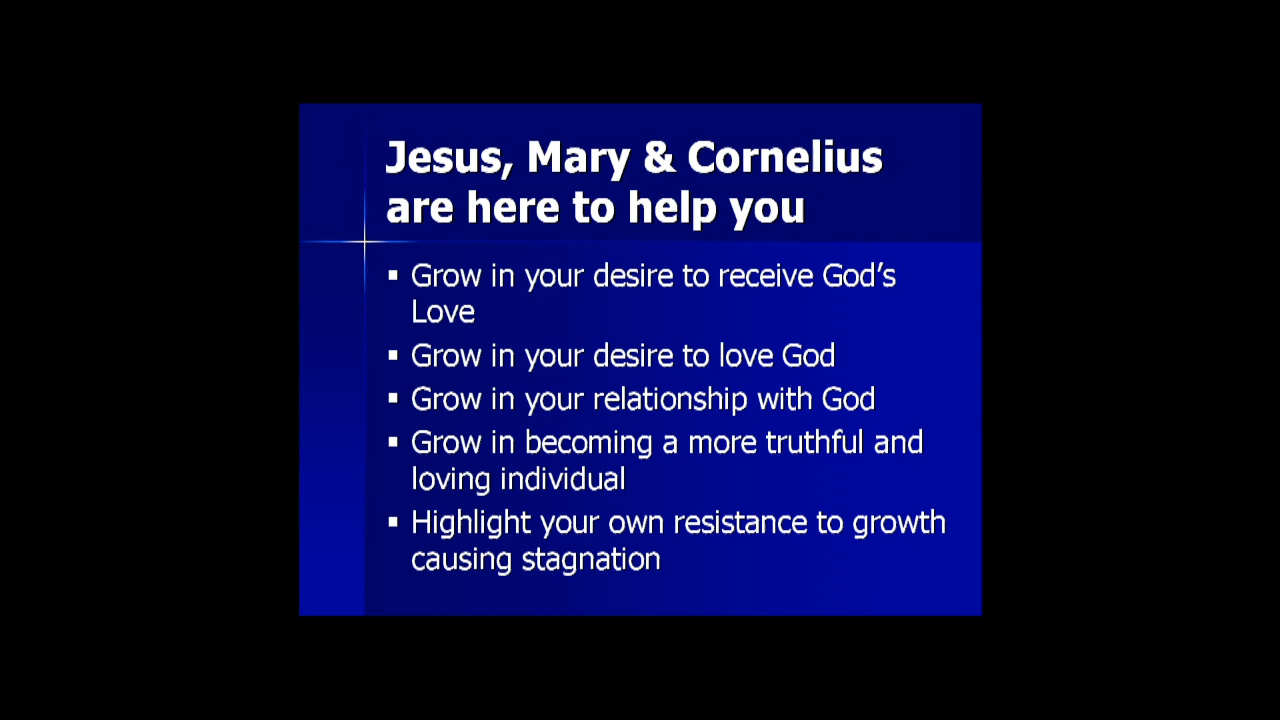 Jesus, Mary & Cornelius
are here to help you
▪ Grow in your desire to receive God’s
Love
▪ Grow in your desire to love God
▪ Grow in your relationship with God
▪ Grow in becoming a more truthful and
loving individual
▪ Highlight your own resistance to growth
causing stagnation